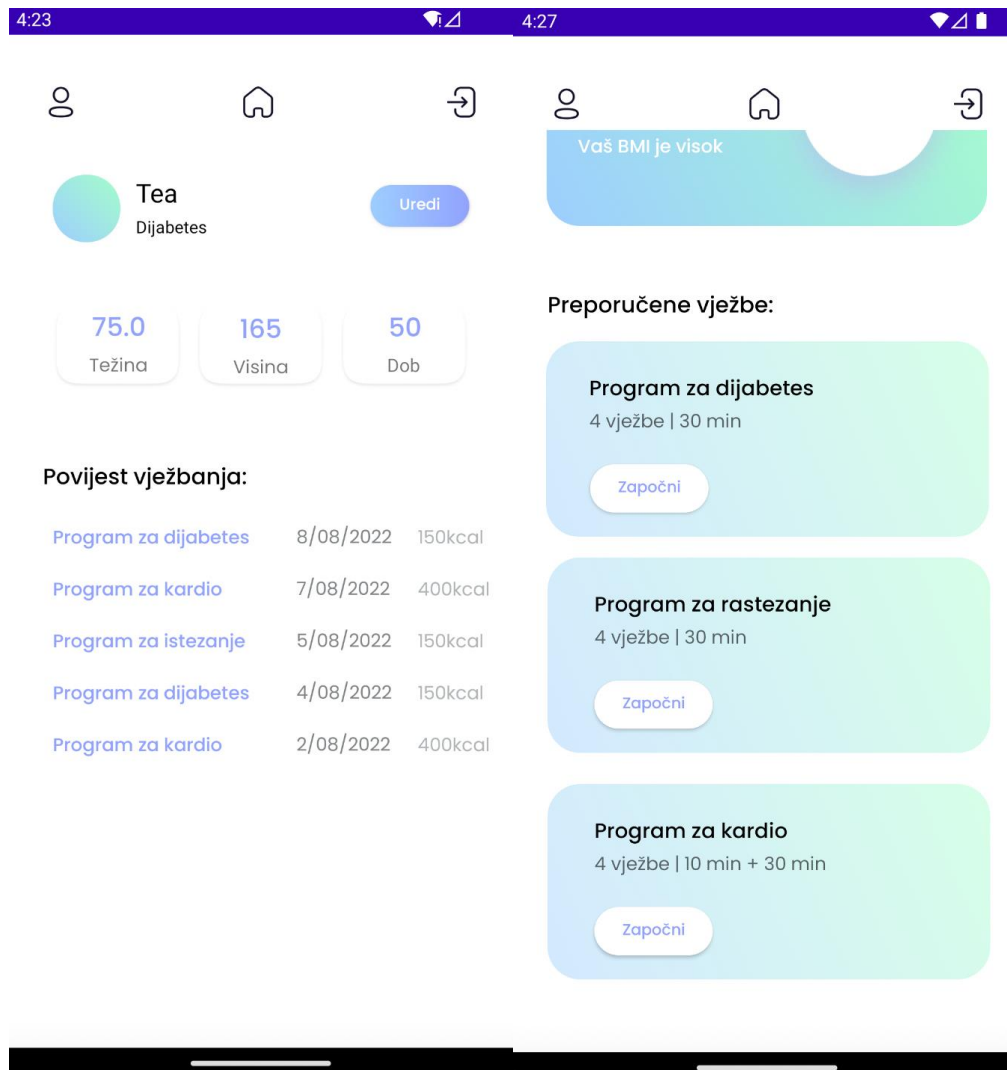 4:23
Tea
Dijabetes
Uredi
75.0 165 50
Težina Visina Dob
Povijest vježbanja:
Program za dijabetes 8/08/2022 150kcal
Program za kardio 7/08/2022 400kcal
Program za istezanje 5/08/2022 150kcal
Program za dijabetes 4/08/2022 150kcal
Program za kardio 2/08/2022 400kcal
4:27
Vaš BMI je visok
Preporučene vježbe:
Program za dijabetes
4 vježbe | 30 min
Započni
Program za rastezanje
4 vježbe | 30 min
Započni
Program za kardio
4 vježbe | 10 min + 30 min
Započni